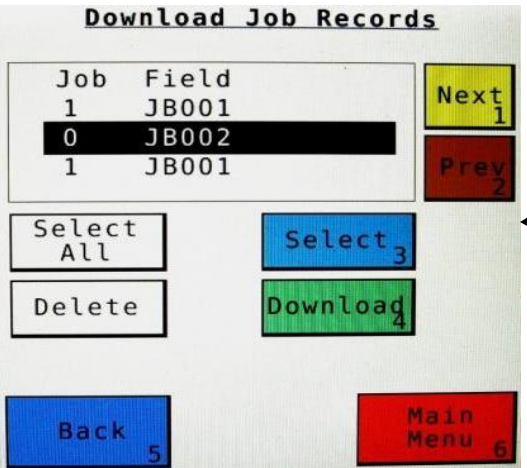 Download Job Records
Job Field
1 JB001
0 JB002
1 JB001
Next
1
Prev
2
Select
All
Select
3
Delete
Download
4
Back
5
Main
Menu
6